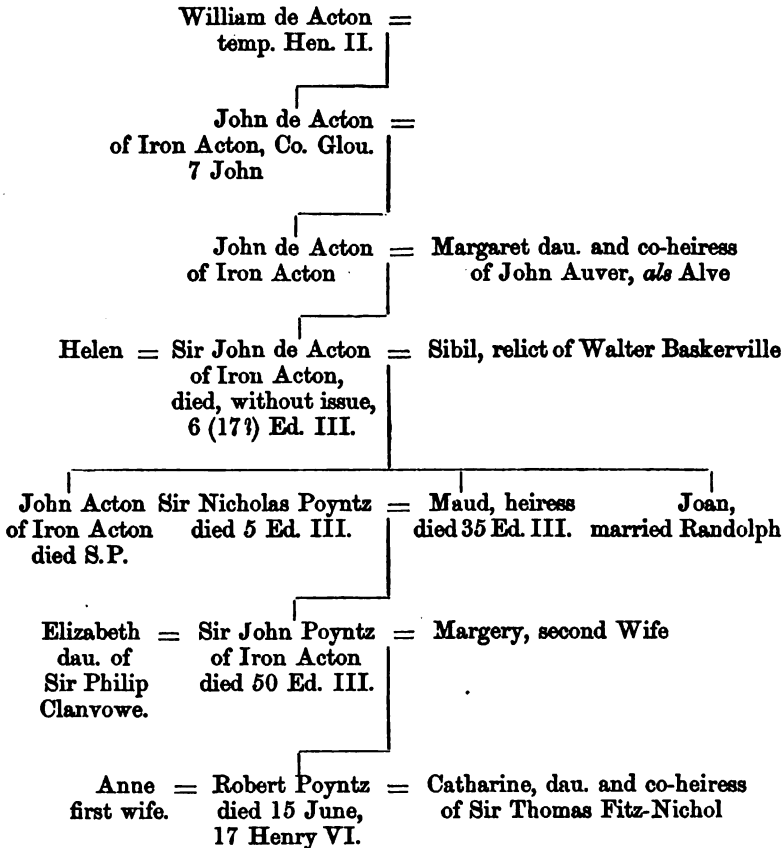 William de Acton =
temp. Hen. II.
John de Acton =
of Iron Acton, Co. Glou.
7 John
John de Acton = Margaret dau. and co-heiress
of Iron Acton of John Auver, als Alve
Helen = Sir John de Acton = Sibil, relict of Walter Baskerville
of Iron Acton,
died, without issue,
6 (17?) Ed. III.
John Acton Sir Nicholas Poyntz = Maud, heiress Joan,
of Iron Acton died 5 Ed. III. died 35 Ed. III. married Randolph
died S.P.
Elizabeth = Sir John Poyntz = Margery, second Wife
dau. of of Iron Acton
Sir Philip died 50 Ed. III.
Clanvowe.
Anne = Robert Poyntz = Catharine, dau. and co-heiress
first wife. died 15 June, of Sir Thomas Fitz-Nichol
17 Henry VI.